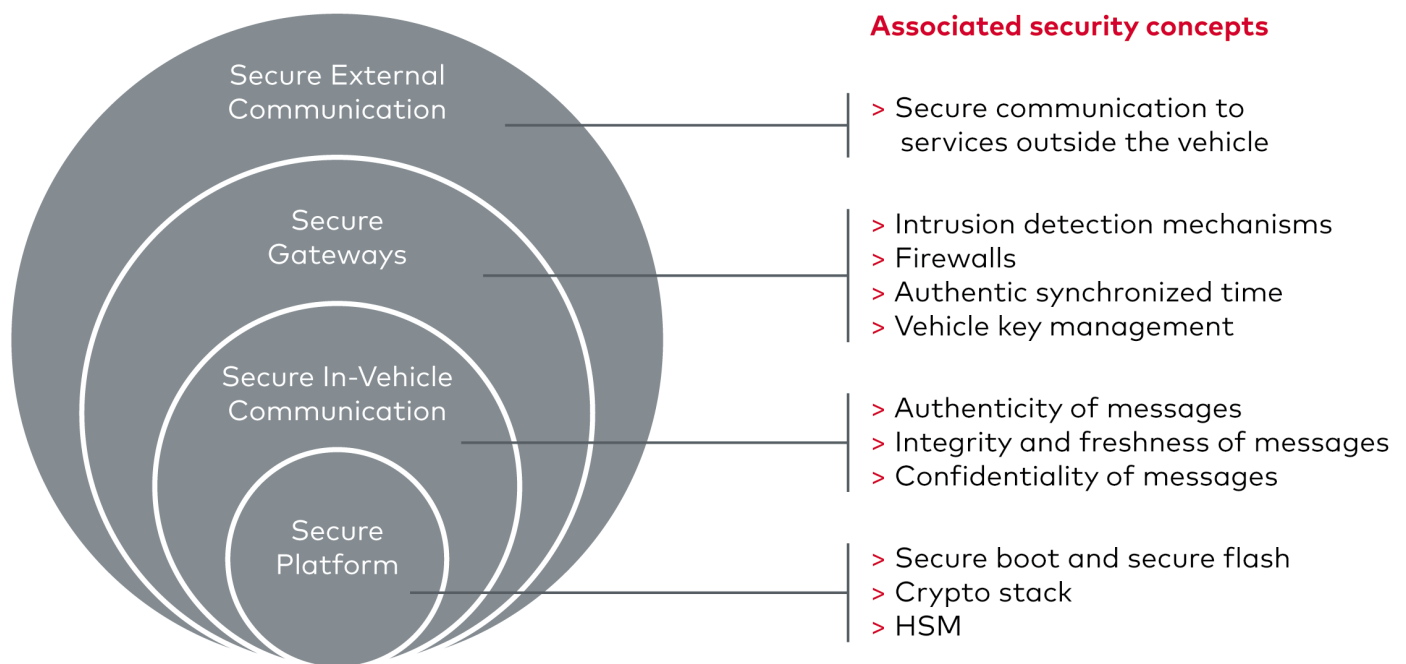 Associated security concepts
Secure External
Communication
> Secure communication to
services outside the vehicle
Secure
Gateways
> Intrusion detection mechanisms
> Firewalls
> Authentic synchronized time
> Vehicle key management
Secure In-Vehicle
Communication
> Authenticity of messages
> Integrity and freshness of messages
> Confidentiality of messages
Secure
Platform
> Secure boot and secure flash
> Crypto stack
> HSM